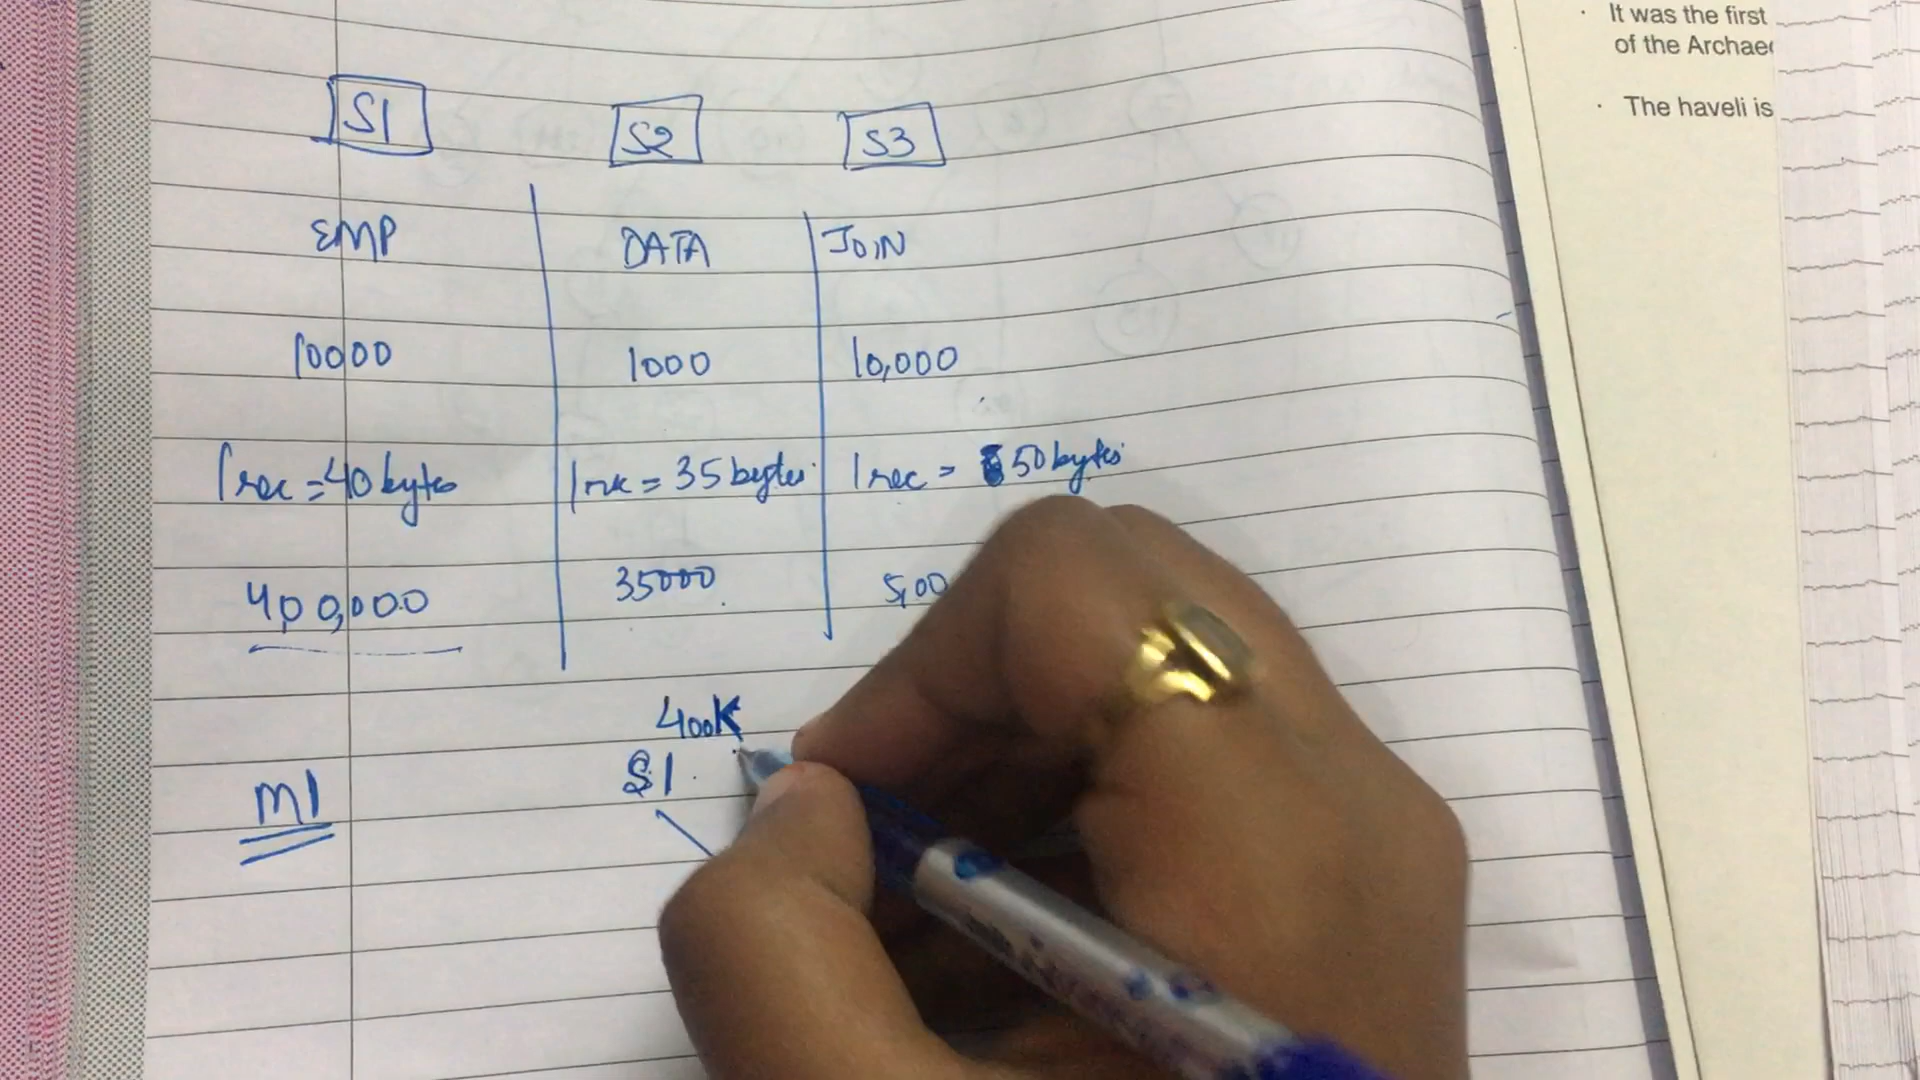 S1 S2 S3
EMP DATA JOIN
10000 1000 10,000
1 rec = 40 bytes 1 rec = 35 bytes 1 rec = 50 bytes
400,000 35000 5,00
400K
M1 S1
It was the first
of the Archae
The haveli is